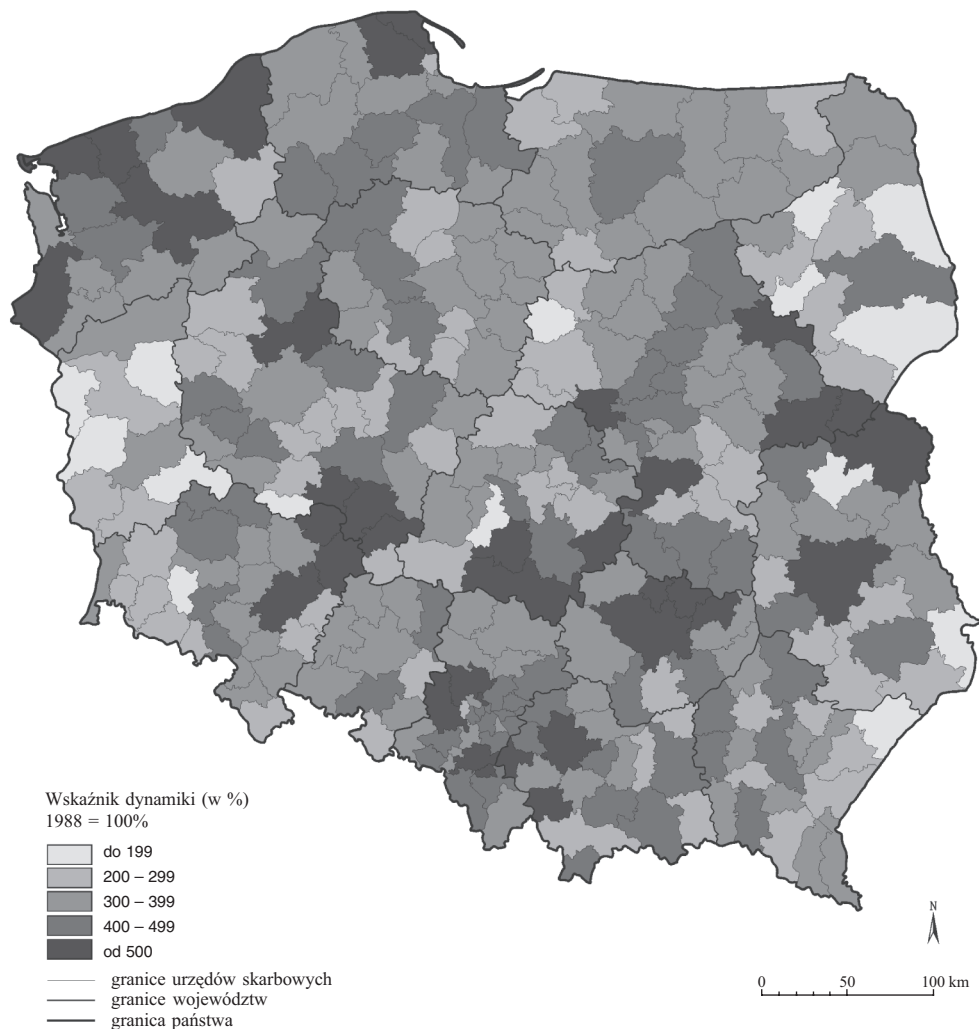 Wskaźnik dynamiki (w %)
1988 = 100%
do 199
200 – 299
300 – 399
400 – 499
od 500
granice urzędów skarbowych
granice województw
granica państwa
N
0 50 100 km